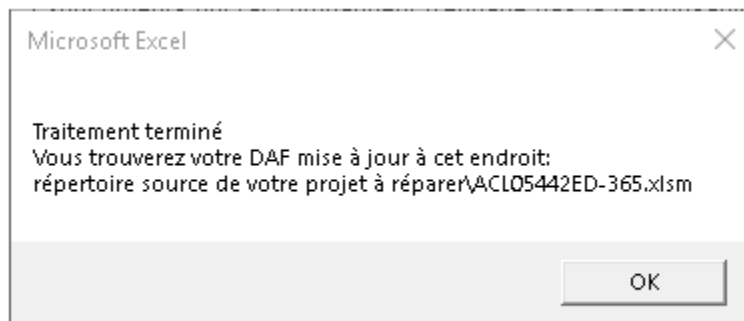 Microsoft Excel
Traitement terminé
Vous trouverez votre DAF mise à jour à cet endroit:
répertoire source de votre projet à réparer\ACL05442ED-365.xlsm
OK